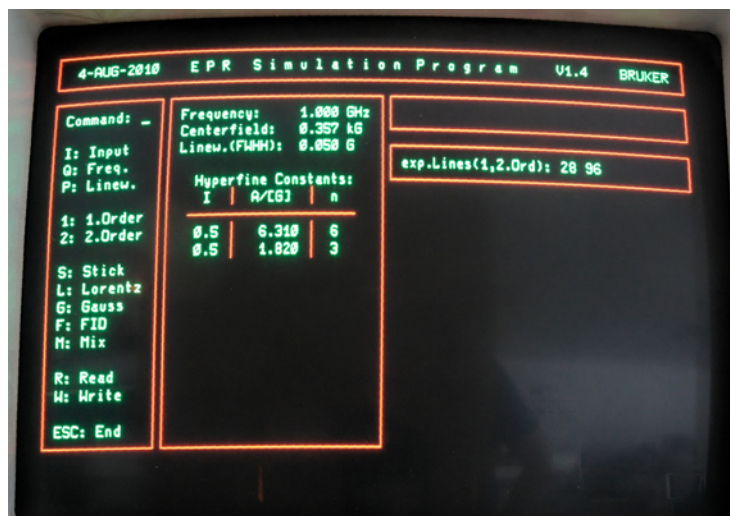 4-AUG-2010 EPR Simulation Program V1.4 BRUKER
Command: _
I: Input
Q: Freq.
P: Linew.
1: 1.Order
2: 2.Order
S: Stick
L: Lorentz
G: Gauss
F: FID
M: Mix
R: Read
W: Write
ESC: End
Frequency: 1.000 GHz
Centerfield: 0.357 kG
Linew.(FWHH): 0.050 G
Hyperfine Constants:
I | A/[G] | n
0.5 | 6.310 | 6
0.5 | 1.820 | 3
exp.Lines(1,2.Ord): 28 96